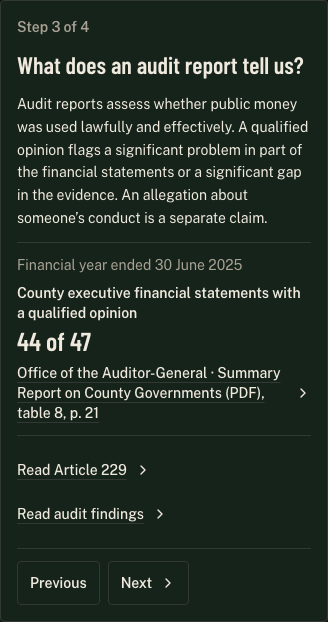 Step 3 of 4
What does an audit report tell us?
Audit reports assess whether public money
was used lawfully and effectively. A qualified
opinion flags a significant problem in part of
the financial statements or a significant gap
in the evidence. An allegation about
someone’s conduct is a separate claim.
Financial year ended 30 June 2025
County executive financial statements with
a qualified opinion
44 of 47
Office of the Auditor-General · Summary
Report on County Governments (PDF),
table 8, p. 21
Read Article 229
Read audit findings
Previous
Next